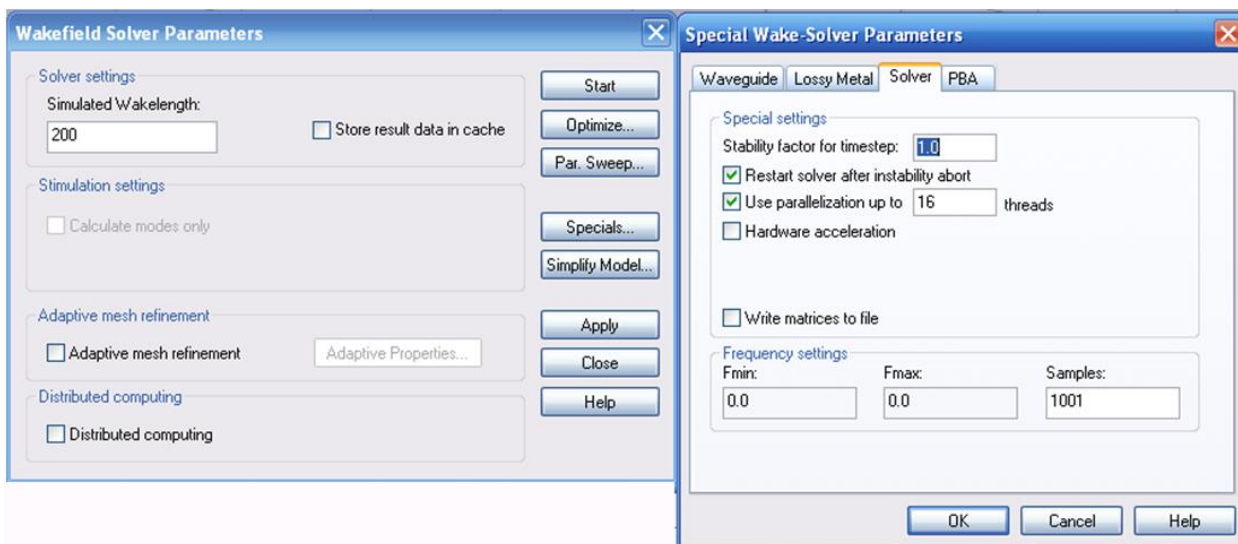 Wakefield Solver Parameters
Solver settings
Simulated Wakelength:
200
Store result data in cache
Stimulation settings
Calculate modes only
Adaptive mesh refinement
Adaptive mesh refinement
Adaptive Properties...
Distributed computing
Distributed computing
Start
Optimize...
Par. Sweep...
Specials...
Simplify Model...
Apply
Close
Help
Special Wake-Solver Parameters
Waveguide Lossy Metal Solver PBA
Special settings
Stability factor for timestep: 1.0
Restart solver after instability abort
Use parallelization up to 16 threads
Hardware acceleration
Write matrices to file
Frequency settings
Fmin: Fmax: Samples:
0.0 0.0 1001
OK Cancel Help